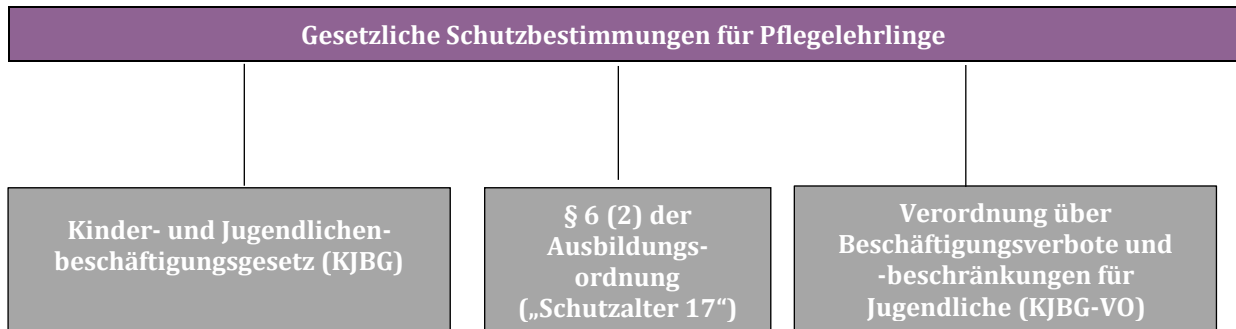 Gesetzliche Schutzbestimmungen für Pflegelehrlinge
Kinder- und Jugendlichen-
beschäftigungsgesetz (KJBG)
§ 6 (2) der
Ausbildungs-
ordnung
(„Schutzalter 17“)
Verordnung über
Beschäftigungsverbote und
-beschränkungen für
Jugendliche (KJBG-VO)